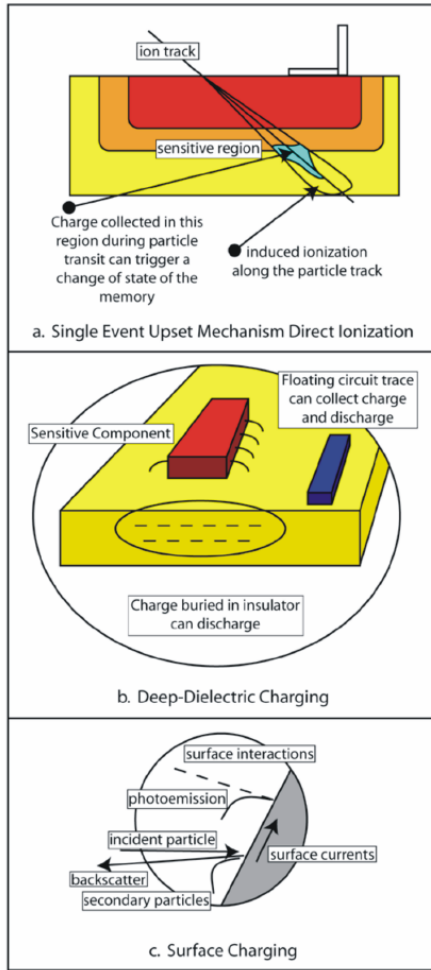 ion track
sensitive region
Charge collected in this
region during particle
transit can trigger a
change of state of the
memory
induced ionization
along the particle track
a. Single Event Upset Mechanism Direct Ionization
Floating circuit trace
can collect charge
and discharge
Sensitive Component
Charge buried in insulator
can discharge
b. Deep-Dielectric Charging
surface interactions
photoemission
incident particle
surface currents
backscatter
secondary particles
c. Surface Charging